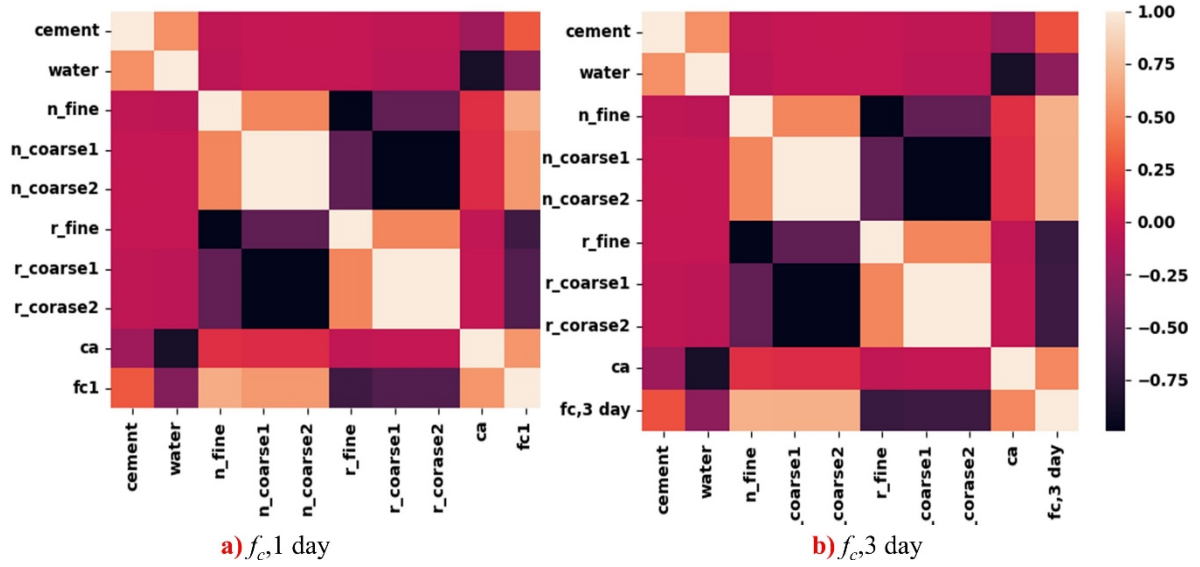 cement
water
n_fine
n_coarse1
n_coarse2
r_fine
r_coarse1
r_corase2
ca
fc1
cement
water
n_fine
n_coarse1
n_coarse2
r_fine
r_coarse1
r_corase2
ca
fc1
a) fc,1 day
cement
water
n_fine
n_coarse1
n_coarse2
r_fine
r_coarse1
r_corase2
ca
fc,3 day
cement
water
n_fine
_coarse1
_coarse2
r_fine
_coarse1
_corase2
ca
fc,3 day
b) fc,3 day
1.00
0.75
0.50
0.25
0.00
−0.25
−0.50
−0.75